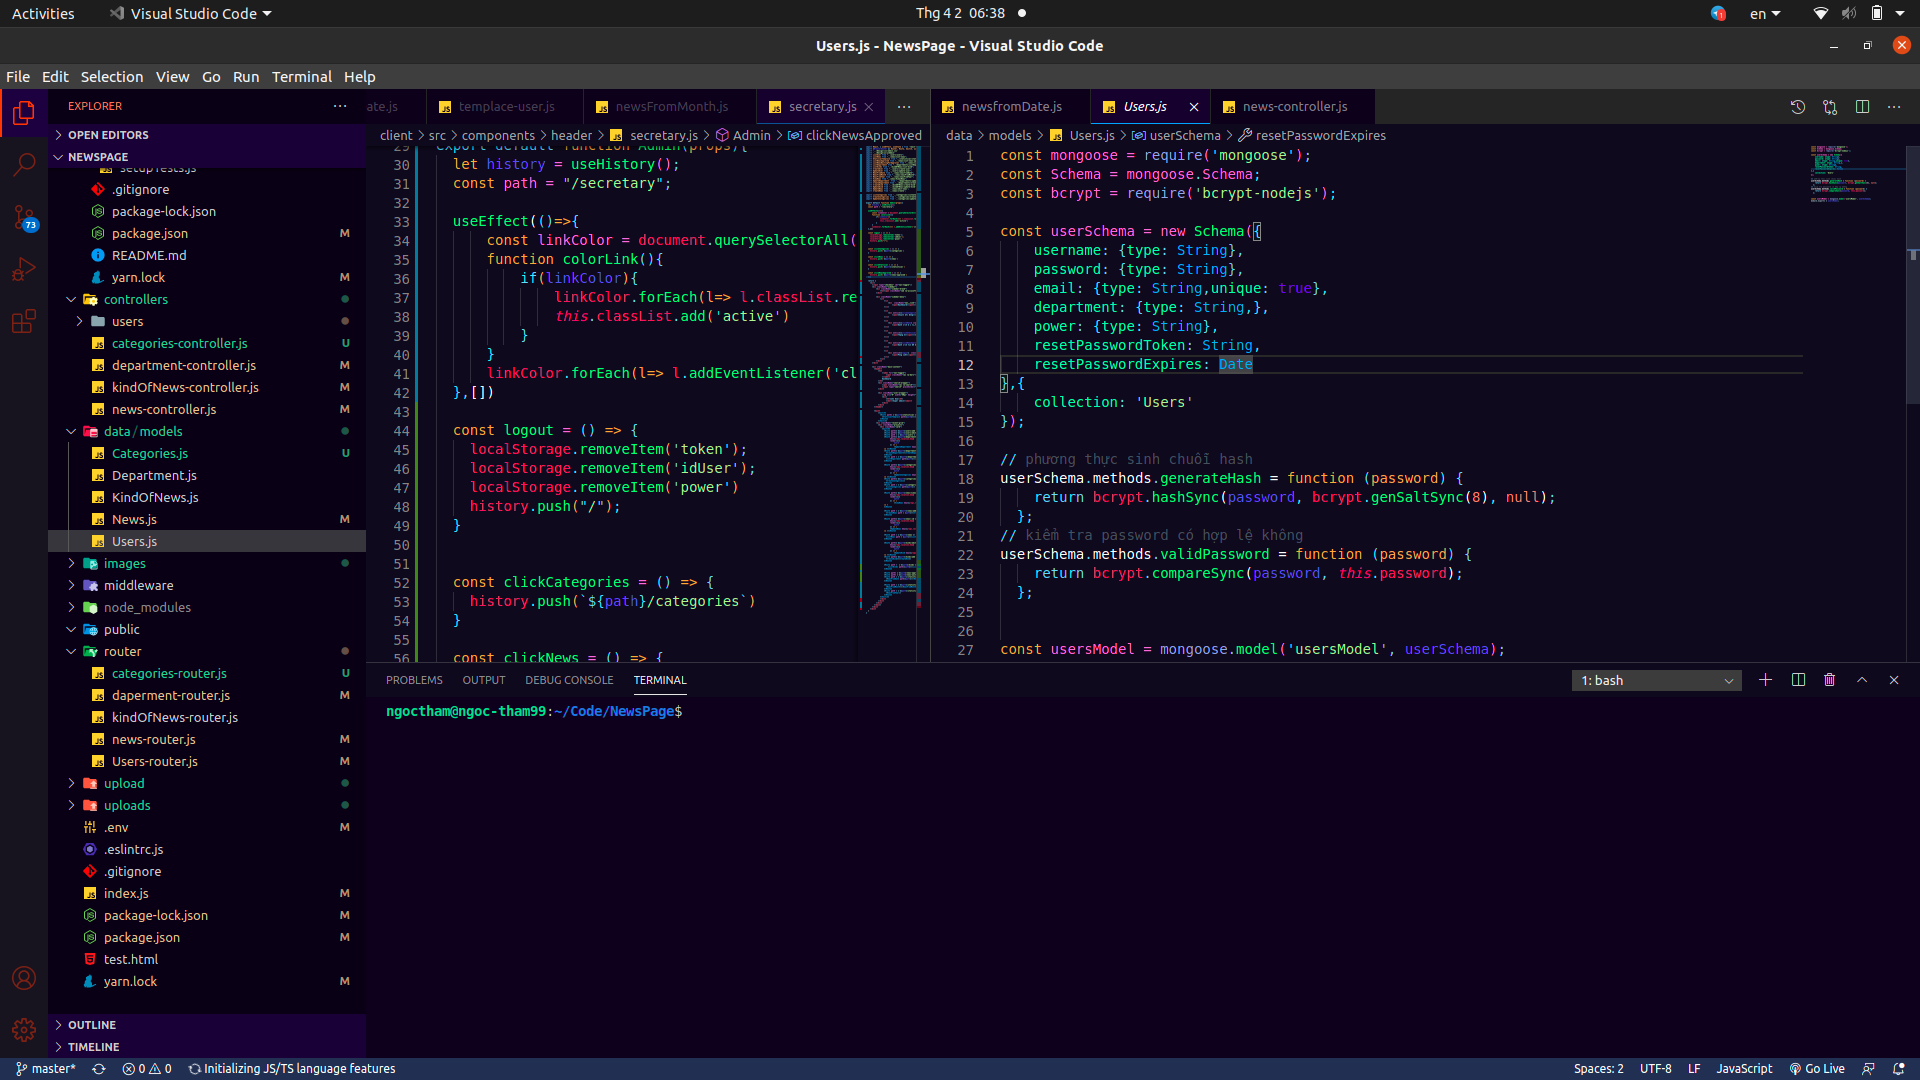 Activities
Visual Studio Code
Thg 4 2 06:38
en
Users.js - NewsPage - Visual Studio Code
File Edit Selection View Go Run Terminal Help
EXPLORER
OPEN EDITORS
NEWSPAGE
setupTests.js
.gitignore
package-lock.json
package.json M
README.md
yarn.lock M
controllers
users
categories-controller.js U
department-controller.js M
kindOfNews-controller.js M
news-controller.js M
data/models
Categories.js U
Department.js
KindOfNews.js
News.js M
Users.js
images
middleware
node_modules
public
router
categories-router.js U
daperment-router.js M
kindOfNews-router.js
news-router.js M
Users-router.js M
upload
uploads
.env M
.eslintrc.js
.gitignore
index.js M
package-lock.json M
package.json M
test.html
yarn.lock M
OUTLINE
TIMELINE
73
ate.js templace-user.js newsFromMonth.js secretary.js
client > src > components > header > secretary.js > Admin > clickNewsApproved
29 export default function Admin(props){
30 let history = useHistory();
31 const path = "/secretary";
32
33 useEffect(()=>{
34 const linkColor = document.querySelectorAll(
35 function colorLink(){
36 if(linkColor){
37 linkColor.forEach(l=> l.classList.re
38 this.classList.add('active')
39 }
40 }
41 linkColor.forEach(l=> l.addEventListener('cl
42 },[])
43
44 const logout = () => {
45 localStorage.removeItem('token');
46 localStorage.removeItem('idUser');
47 localStorage.removeItem('power')
48 history.push("/");
49 }
50
51
52 const clickCategories = () => {
53 history.push(`${path}/categories`)
54 }
55
56 const clickNews = () => {
newsfromDate.js Users.js news-controller.js
data > models > Users.js > userSchema > resetPasswordExpires
1 const mongoose = require('mongoose');
2 const Schema = mongoose.Schema;
3 const bcrypt = require('bcrypt-nodejs');
4
5 const userSchema = new Schema({
6 username: {type: String},
7 password: {type: String},
8 email: {type: String,unique: true},
9 department: {type: String,},
10 power: {type: String},
11 resetPasswordToken: String,
12 resetPasswordExpires: Date
13 },{
14 collection: 'Users'
15 });
16
17 // phương thực sinh chuỗi hash
18 userSchema.methods.generateHash = function (password) {
19 return bcrypt.hashSync(password, bcrypt.genSaltSync(8), null);
20 };
21 // kiểm tra password có hợp lệ không
22 userSchema.methods.validPassword = function (password) {
23 return bcrypt.compareSync(password, this.password);
24 };
25
26
27 const usersModel = mongoose.model('usersModel', userSchema);
PROBLEMS OUTPUT DEBUG CONSOLE TERMINAL
1: bash
ngoctham@ngoc-tham99:~/Code/NewsPage$
master* 0 0 Initializing JS/TS language features
Spaces: 2 UTF-8 LF JavaScript Go Live